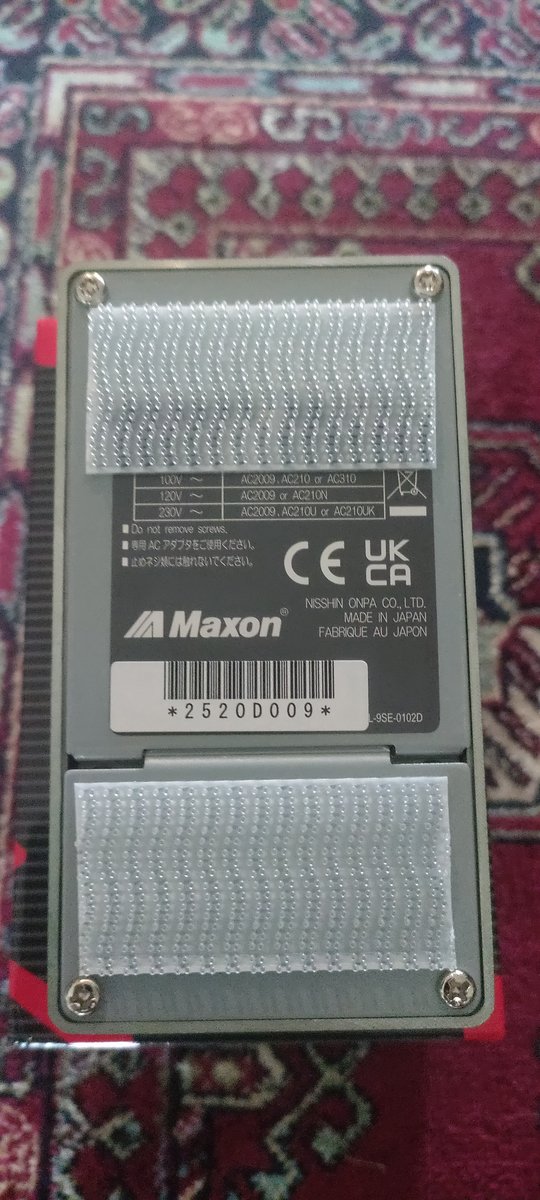 100V ～ AC2009, AC210 or AC310
120V ～ AC2009 or AC210N
230V ～ AC2009, AC210U or AC210UK
■ Do not remove screws.
■ 専用 AC アダプタをご使用ください。
■ 止めネジ類には触れないでください。
CE UK
CA
NISSHIN ONPA CO., LTD.
MADE IN JAPAN
FABRIQUE AU JAPON
Maxon®
*2520D009*
L-9SE-0102D